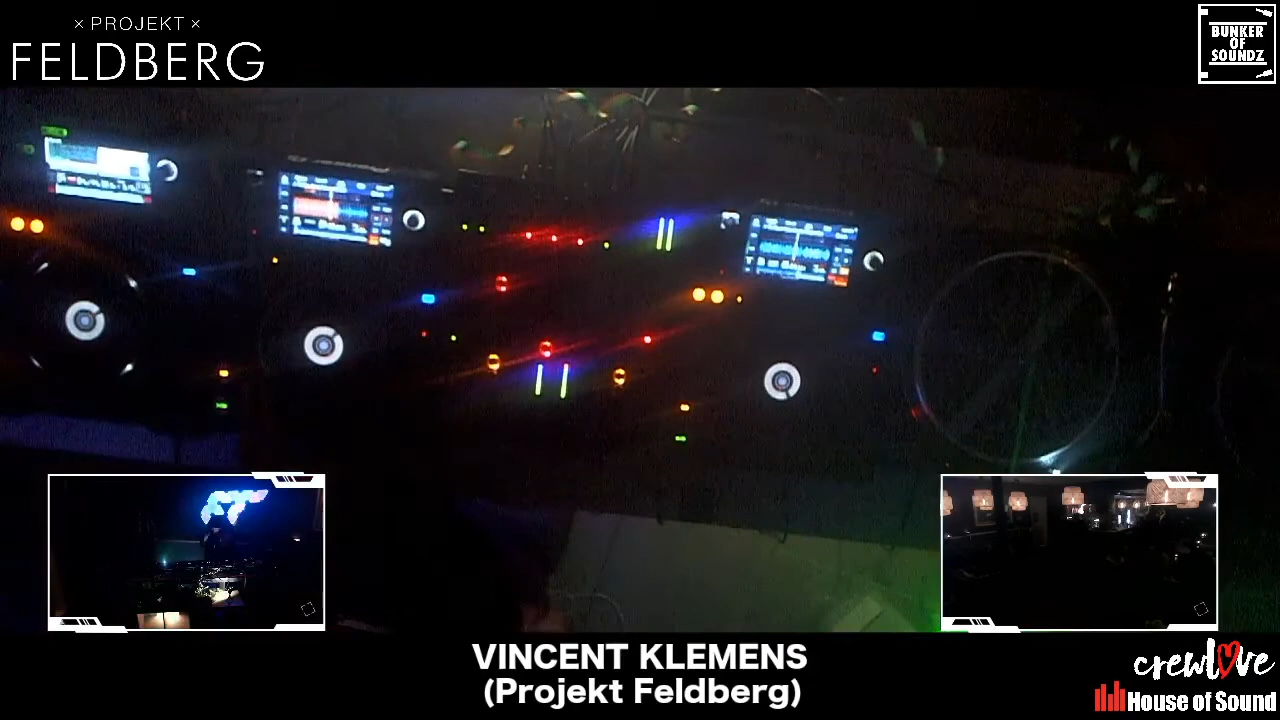 × PROJEKT ×
FELDBERG
BUNKER
OF
SOUNDZ
VINCENT KLEMENS
(Projekt Feldberg)
crewlove
House of Sound